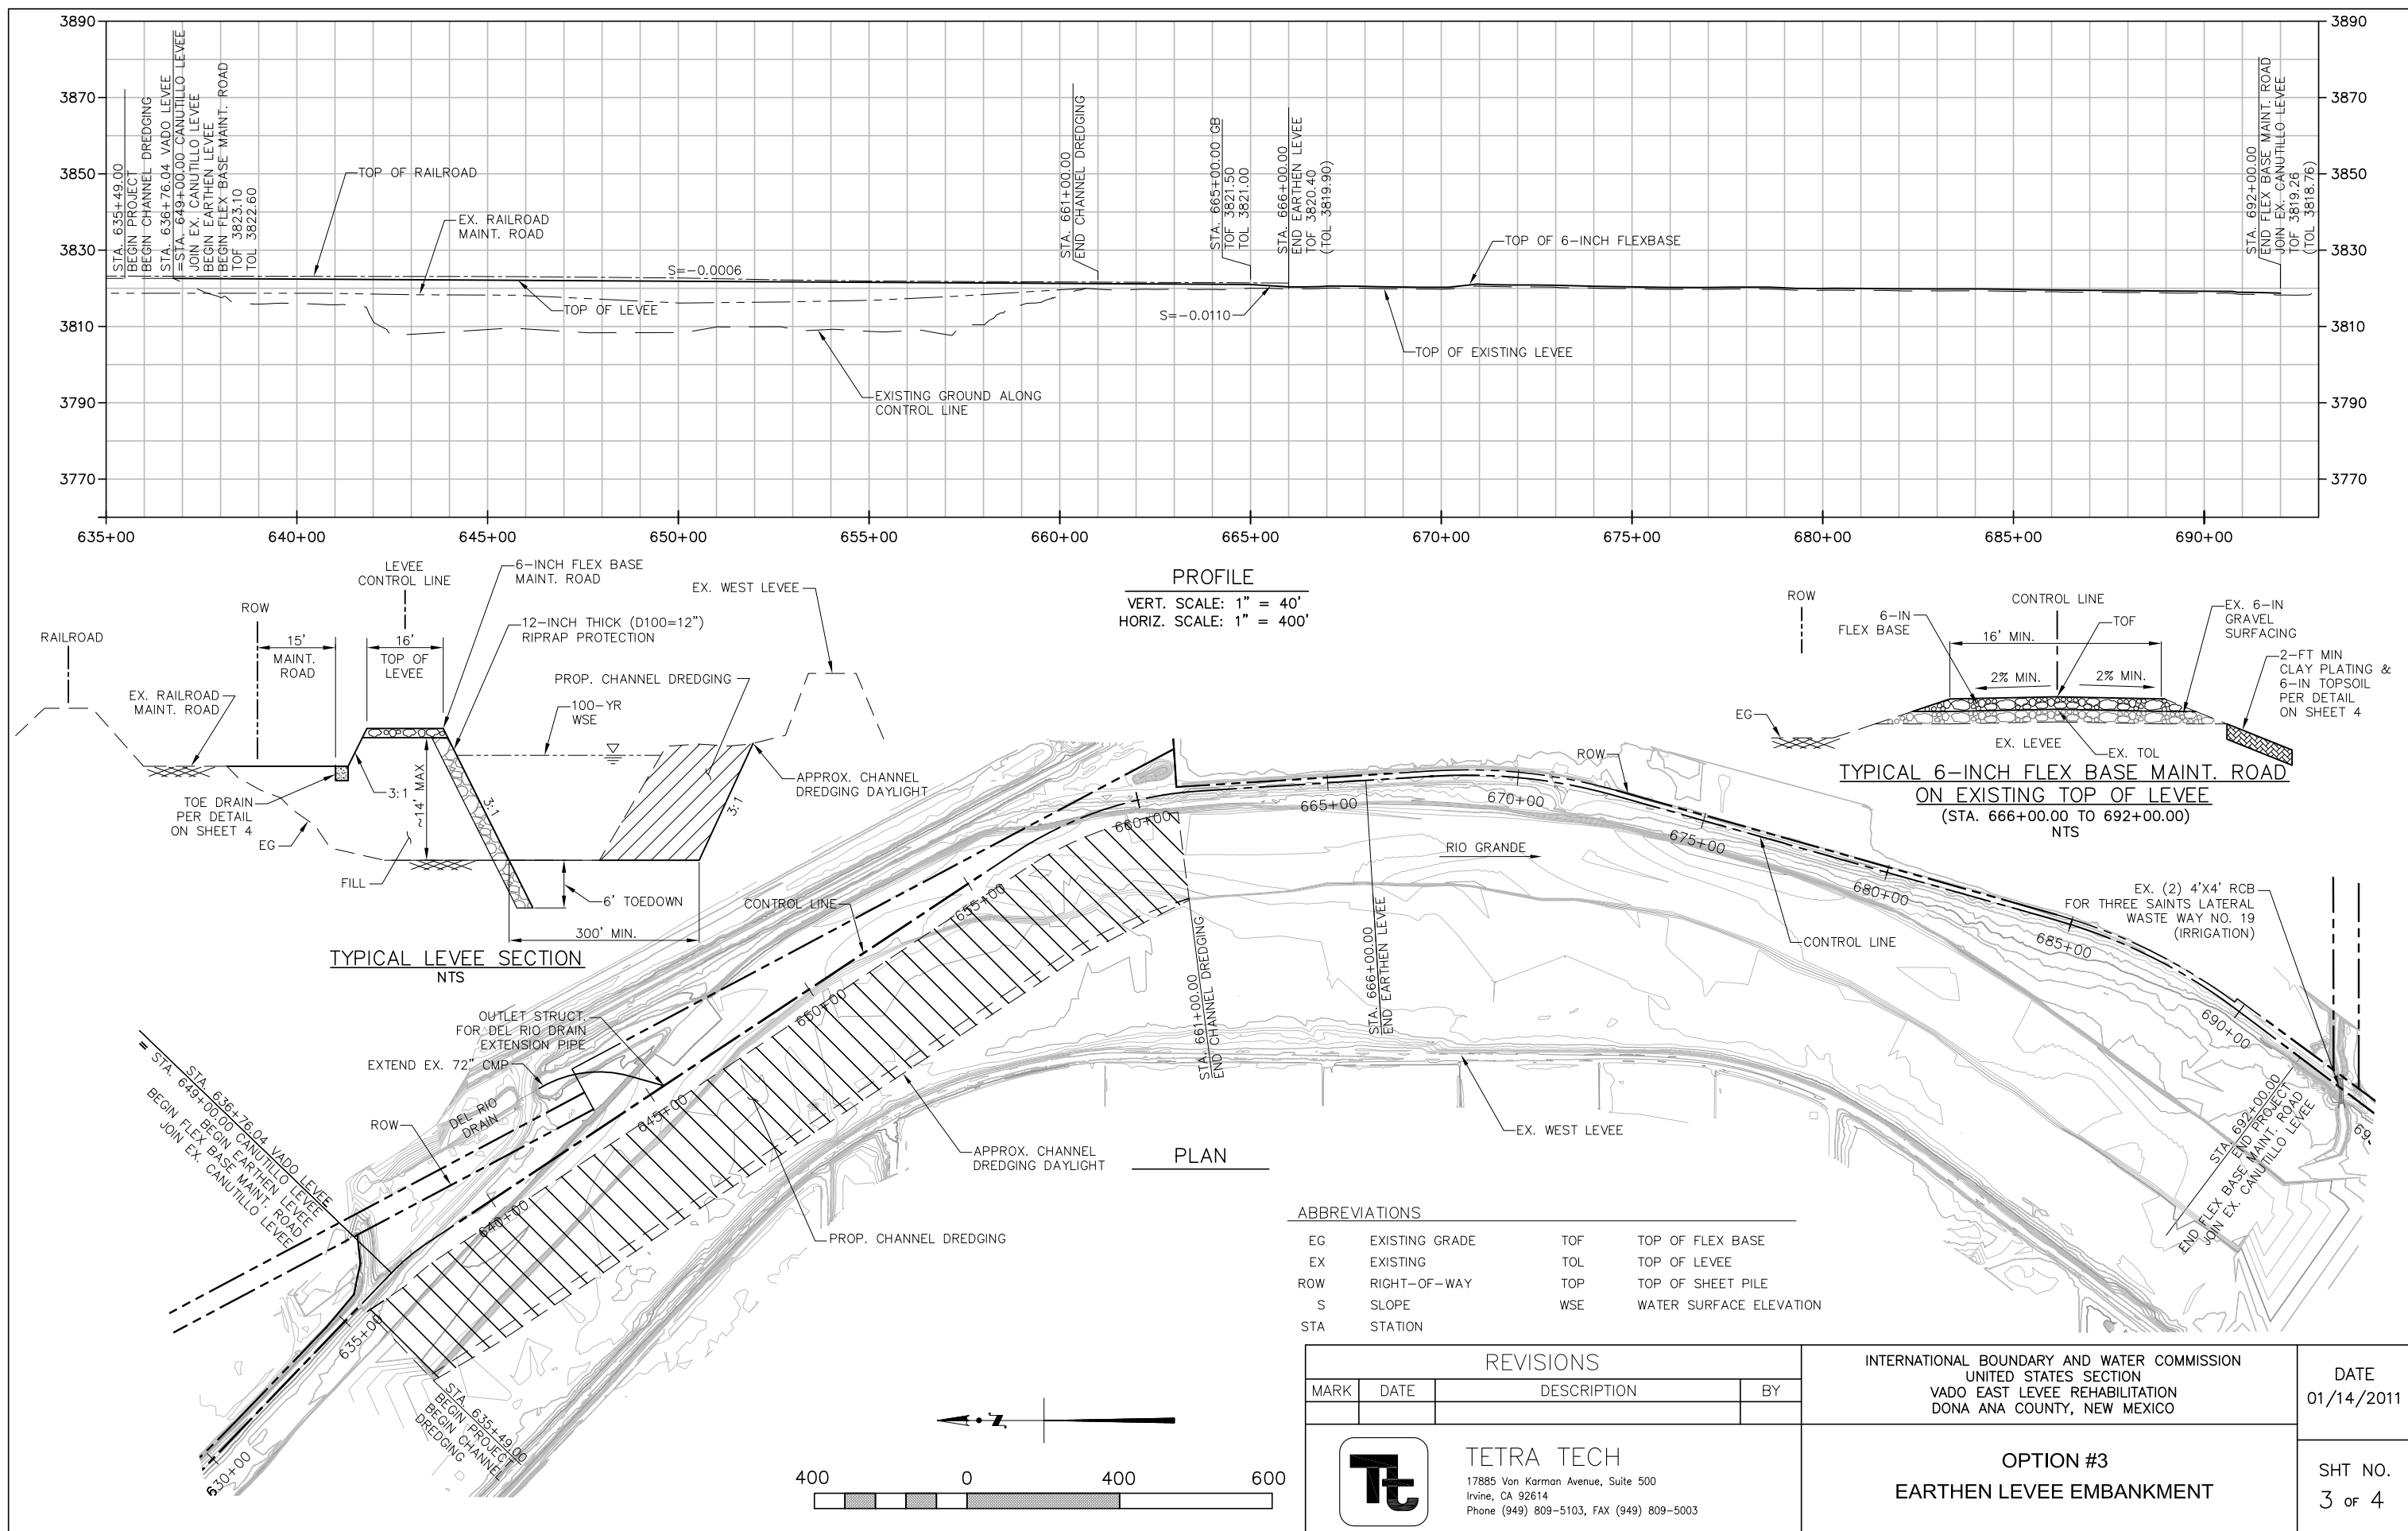 3890
3870
3850
3830
3810
3790
3770
3890
3870
3850
3830
3810
3790
3770
STA. 635+49.00
BEGIN PROJECT
BEGIN CHANNEL DREDGING
STA. 636+76.04 VADO LEVEE
=STA. 649+00.00 CANUTILLO LEVEE
JOIN EX. CANUTILLO LEVEE
BEGIN EARTHEN LEVEE
BEGIN FLEX BASE MAINT. ROAD
TOF 3823.10
TOL 3822.60
TOP OF RAILROAD
EX. RAILROAD
MAINT. ROAD
S=-0.0006
TOP OF LEVEE
EXISTING GROUND ALONG
CONTROL LINE
STA. 661+00.00
END CHANNEL DREDGING
STA. 665+00.00 GB
TOF 3821.50
TOL 3821.00
STA. 666+00.00
END EARTHEN LEVEE
TOF 3820.40
(TOL 3819.90)
S=-0.0110
TOP OF 6-INCH FLEXBASE
TOP OF EXISTING LEVEE
STA. 692+00.00
END FLEX BASE MAINT. ROAD
JOIN EX. CANUTILLO LEVEE
TOF 3819.26
(TOL 3818.76)
635+00
640+00
645+00
650+00
655+00
660+00
665+00
670+00
675+00
680+00
685+00
690+00
PROFILE
VERT. SCALE: 1" = 40'
HORIZ. SCALE: 1" = 400'
RAILROAD
ROW
LEVEE
CONTROL LINE
6-INCH FLEX BASE
MAINT. ROAD
12-INCH THICK (D100=12")
RIPRAP PROTECTION
EX. WEST LEVEE
15'
MAINT.
ROAD
16'
TOP OF
LEVEE
PROP. CHANNEL DREDGING
EX. RAILROAD
MAINT. ROAD
100-YR
WSE
APPROX. CHANNEL
DREDGING DAYLIGHT
TOE DRAIN
PER DETAIL
ON SHEET 4
3:1
~14' MAX
3:1
3:1
EG
FILL
6' TOEDOWN
300' MIN.
TYPICAL LEVEE SECTION
NTS
ROW
CONTROL LINE
6-IN
FLEX BASE
TOF
EX. 6-IN
GRAVEL
SURFACING
16' MIN.
2% MIN.
2% MIN.
2-FT MIN
CLAY PLATING &
6-IN TOPSOIL
PER DETAIL
ON SHEET 4
EG
EX. LEVEE
EX. TOL
TYPICAL 6-INCH FLEX BASE MAINT. ROAD
ON EXISTING TOP OF LEVEE
(STA. 666+00.00 TO 692+00.00)
NTS
ROW
665+00
670+00
660+00
675+00
RIO GRANDE
680+00
EX. (2) 4'X4' RCB
FOR THREE SAINTS LATERAL
WASTE WAY NO. 19
(IRRIGATION)
CONTROL LINE
655+00
CONTROL LINE
685+00
STA. 661+00.00
END CHANNEL DREDGING
STA. 666+00.00
END EARTHEN LEVEE
650+00
OUTLET STRUCT.
FOR DEL RIO DRAIN
EXTENSION PIPE
EXTEND EX. 72" CMP
690+00
DEL RIO
DRAIN
645+00
ROW
STA. 636+76.04 VADO LEVEE
= STA. 649+00.00 CANUTILLO LEVEE
BEGIN EARTHEN LEVEE
BEGIN FLEX BASE MAINT. ROAD
JOIN EX. CANUTILLO LEVEE
APPROX. CHANNEL
DREDGING DAYLIGHT
PLAN
EX. WEST LEVEE
STA. 692+00.00
END PROJECT
END FLEX BASE MAINT. ROAD
JOIN EX. CANUTILLO LEVEE
640+00
PROP. CHANNEL DREDGING
635+00
STA. 635+49.00
BEGIN PROJECT
BEGIN CHANNEL
DREDGING
630+00
N
400 0 400 600
ABBREVIATIONS
EG EXISTING GRADE TOF TOP OF FLEX BASE
EX EXISTING TOL TOP OF LEVEE
ROW RIGHT-OF-WAY TOP TOP OF SHEET PILE
S SLOPE WSE WATER SURFACE ELEVATION
STA STATION
REVISIONS
MARK DATE DESCRIPTION BY
INTERNATIONAL BOUNDARY AND WATER COMMISSION
UNITED STATES SECTION
VADO EAST LEVEE REHABILITATION
DONA ANA COUNTY, NEW MEXICO
DATE
01/14/2011
Tt
TETRA TECH
17885 Von Karman Avenue, Suite 500
Irvine, CA 92614
Phone (949) 809-5103, FAX (949) 809-5003
OPTION #3
EARTHEN LEVEE EMBANKMENT
SHT NO.
3 OF 4